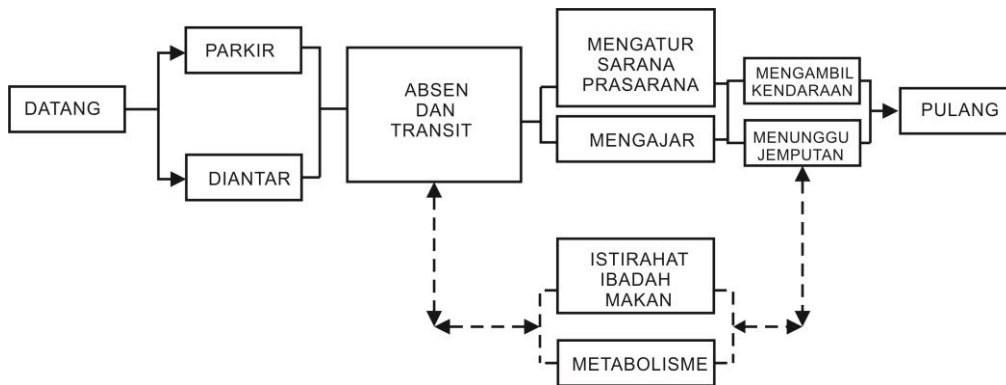 DATANG
PARKIR
DIANTAR
ABSEN
DAN
TRANSIT
MENGATUR
SARANA
PRASARANA
MENGAJAR
MENGAMBIL
KENDARAAN
MENUNGGU
JEMPUTAN
PULANG
ISTIRAHAT
IBADAH
MAKAN
METABOLISME